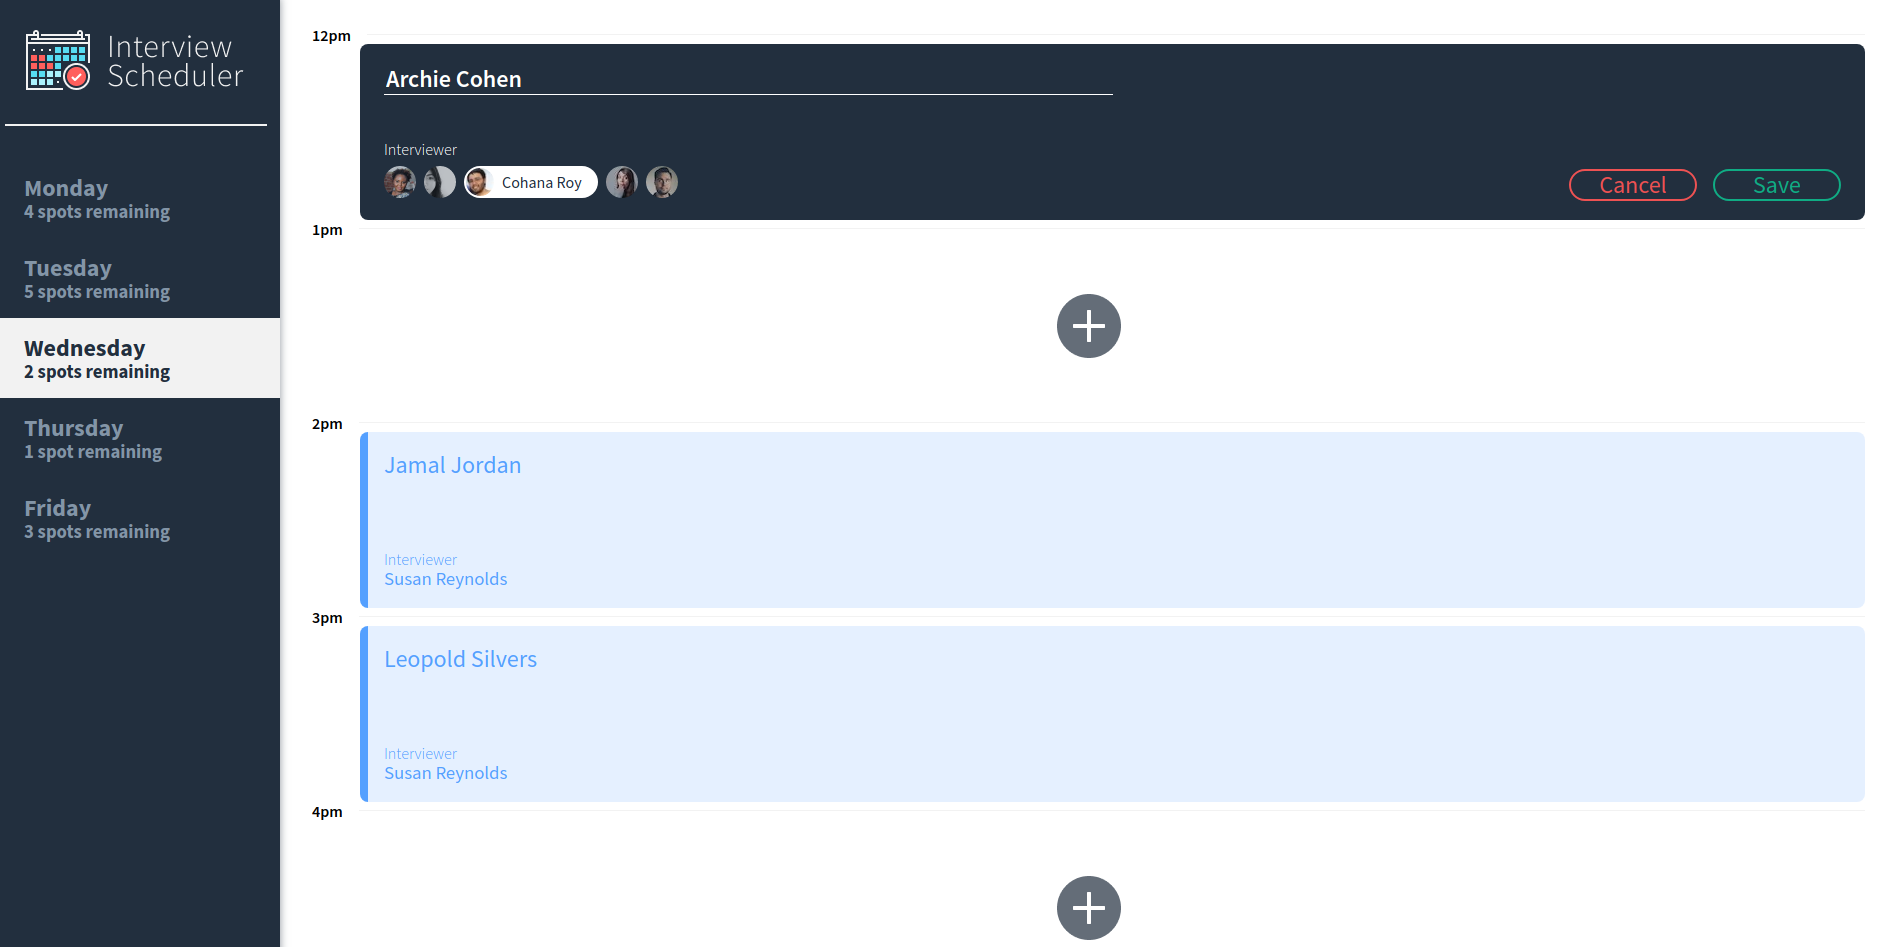 Interview
Scheduler
Monday
4 spots remaining
Tuesday
5 spots remaining
Wednesday
2 spots remaining
Thursday
1 spot remaining
Friday
3 spots remaining
12pm
Archie Cohen
Interviewer
Cohana Roy
Cancel
Save
1pm
2pm
Jamal Jordan
Interviewer
Susan Reynolds
3pm
Leopold Silvers
Interviewer
Susan Reynolds
4pm